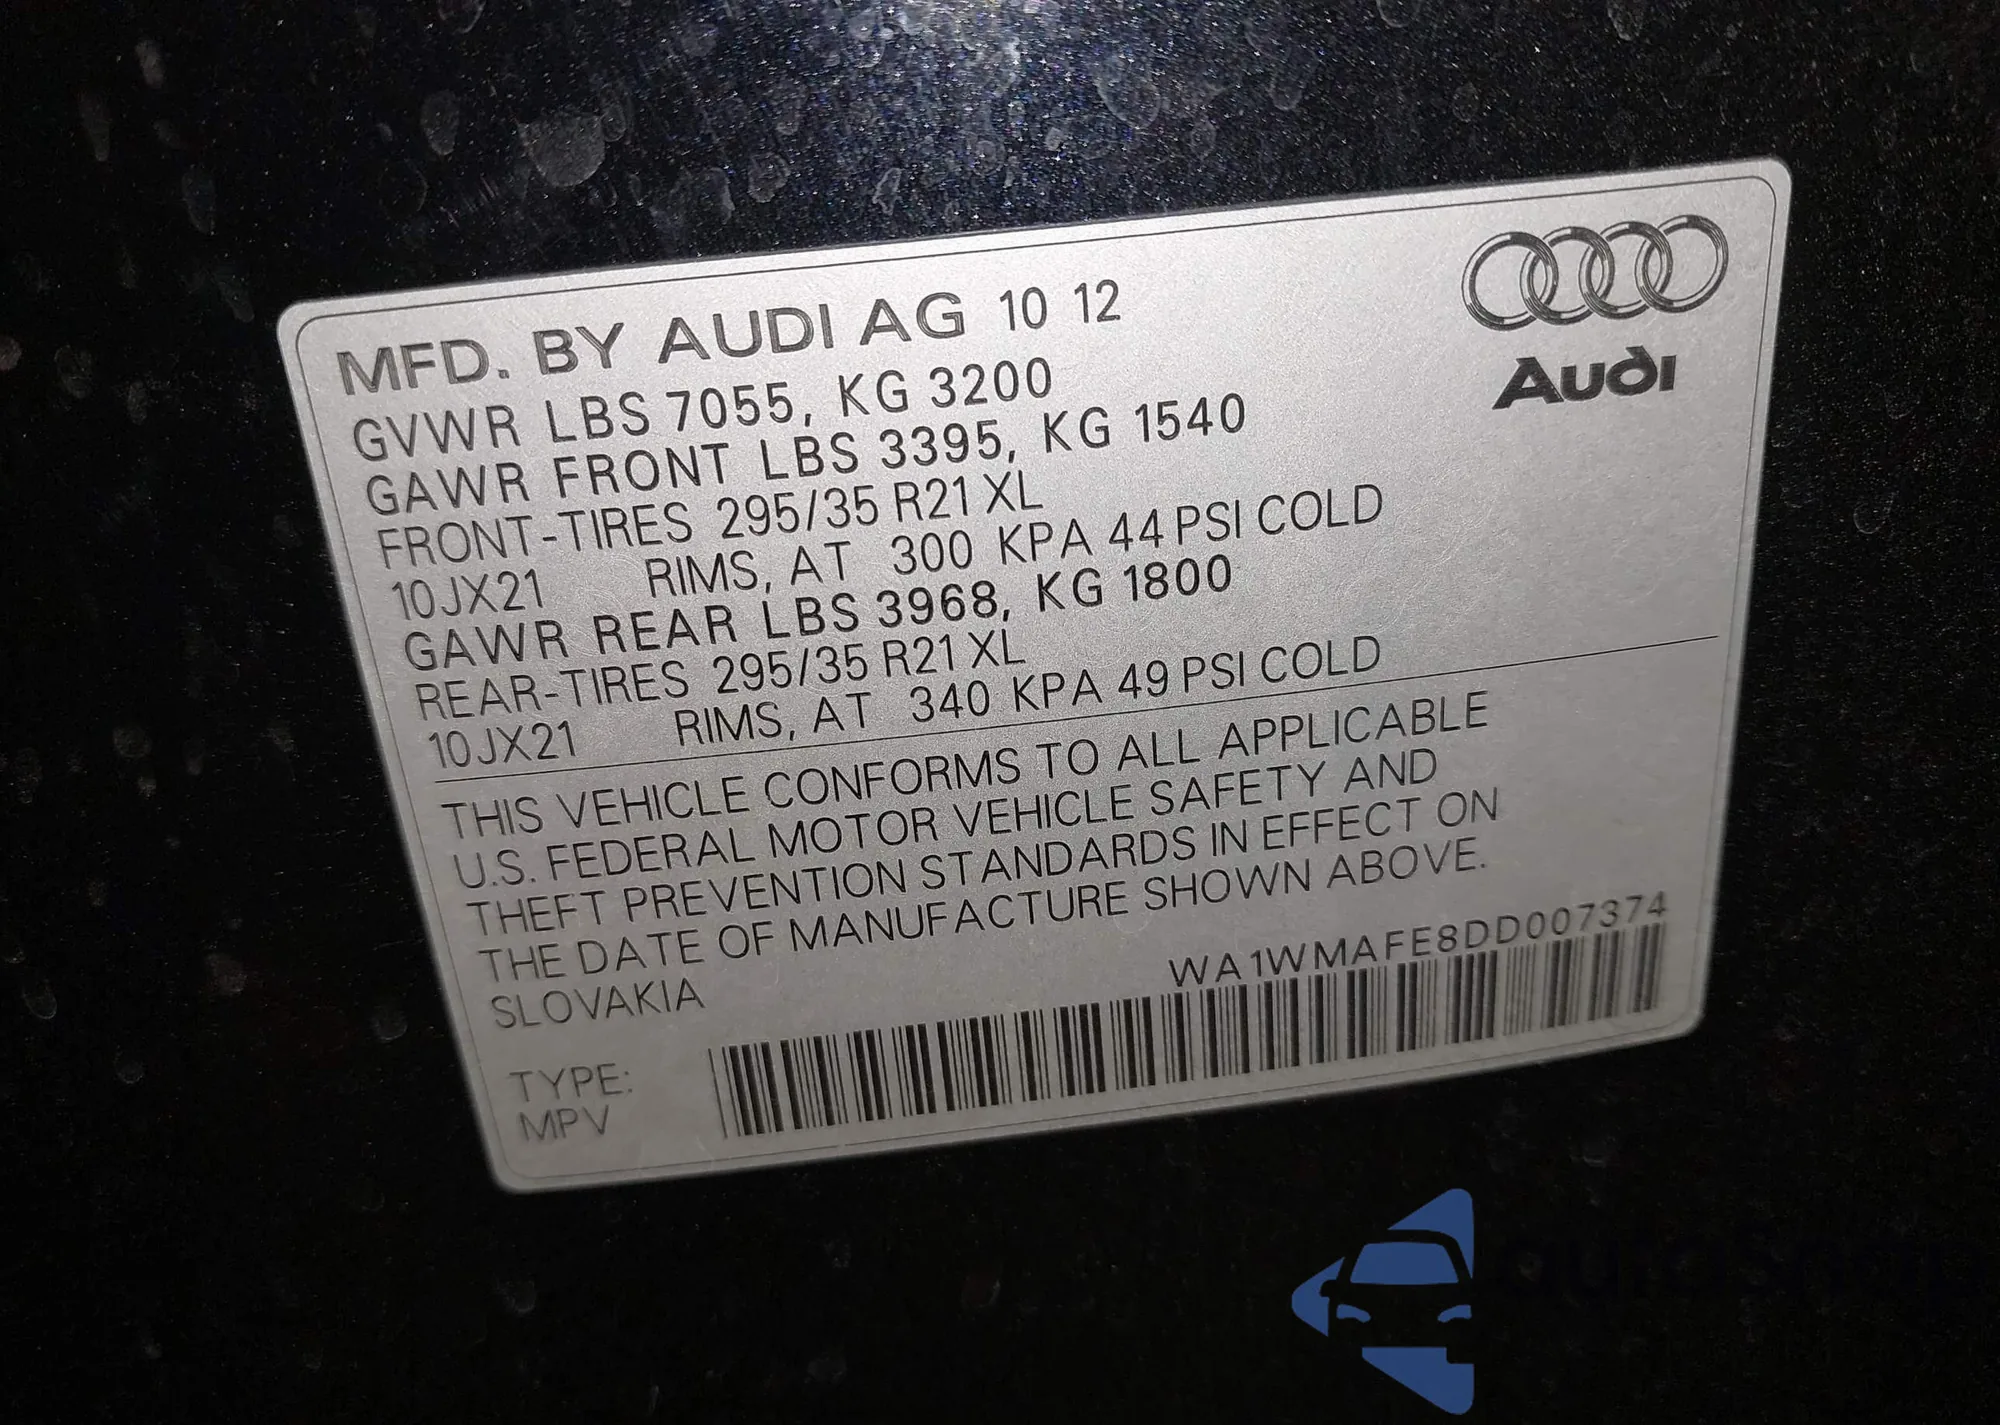 MFD. BY AUDI AG 10 12
GVWR LBS 7055, KG 3200
GAWR FRONT LBS 3395, KG 1540
FRONT-TIRES 295/35 R21 XL
10JX21 RIMS, AT 300 KPA 44 PSI COLD
GAWR REAR LBS 3968, KG 1800
REAR-TIRES 295/35 R21 XL
10JX21 RIMS, AT 340 KPA 49 PSI COLD
Audi
THIS VEHICLE CONFORMS TO ALL APPLICABLE
U.S. FEDERAL MOTOR VEHICLE SAFETY AND
THEFT PREVENTION STANDARDS IN EFFECT ON
THE DATE OF MANUFACTURE SHOWN ABOVE.
SLOVAKIA
WA1WMAFE8DD007374
TYPE:
MPV